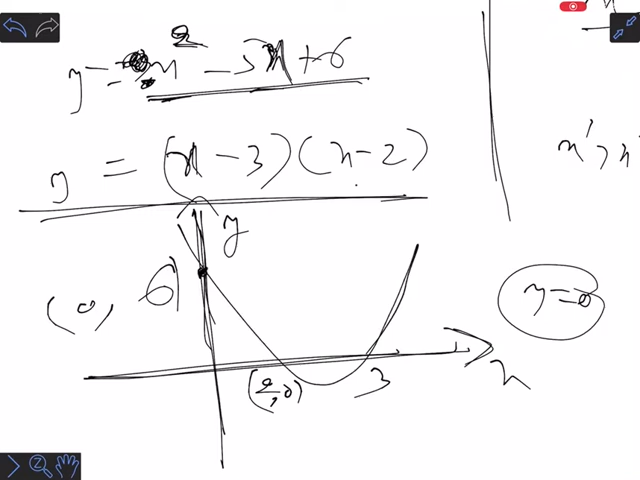 y = x² - 5x + 6
y = (x - 3)(x - 2)
y
(0, 6)
y = 0
(2, 0)
3
x